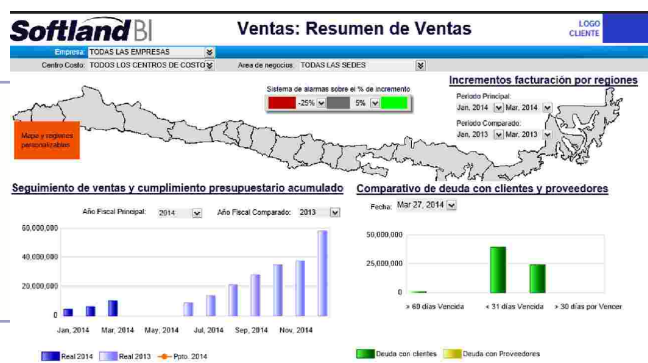 Softland BI
Ventas: Resumen de Ventas
LOGO
CLIENTE
Empresa: TODAS LAS EMPRESAS
Centro Costo: TODOS LOS CENTROS DE COSTO
Area de negocios: TODAS LAS SEDES
Sistema de alarmas sobre el % de incremento
-25%
5%
Incrementos facturación por regiones
Periodo Principal:
Jan, 2014
Mar, 2014
Periodo Comparado:
Jan, 2013
Mar, 2013
Mapa y regiones
personalizables
Seguimiento de ventas y cumplimiento presupuestario acumulado
Año Fiscal Principal: 2014
Año Fiscal Comparado: 2013
60,000,000
40,000,000
20,000,000
0
Jan, 2014
Mar, 2014
May, 2014
Jul, 2014
Sep, 2014
Nov, 2014
Real 2014
Real 2013
Ppto. 2014
Comparativo de deuda con clientes y proveedores
Fecha: Mar 27, 2014
50,000,000
25,000,000
0
> 60 días Vencida
< 31 días Vencida
> 30 días por Vencer
Deuda con clientes
Deuda con Proveedores